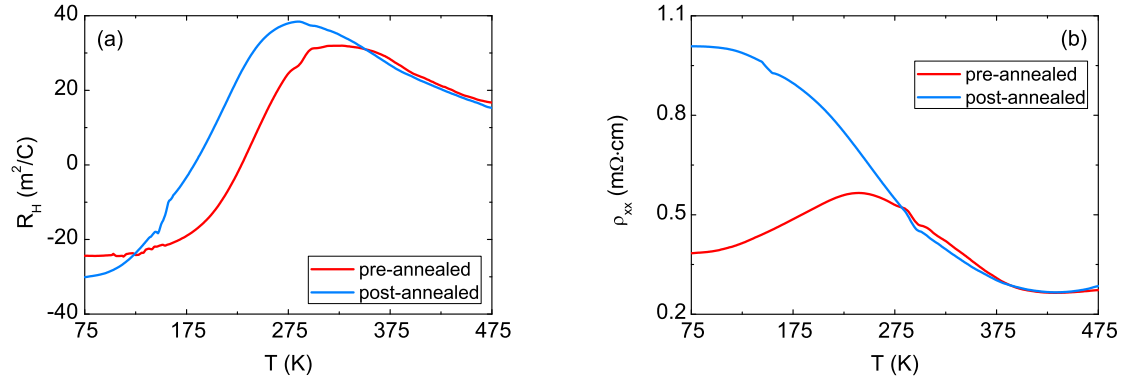 (a)
R_H (m²/C)
40
20
0
-20
-40
75
175
275
375
475
T (K)
pre-annealed
post-annealed
(b)
ρ_xx (mΩ·cm)
1.1
0.8
0.5
0.2
75
175
275
375
475
T (K)
pre-annealed
post-annealed